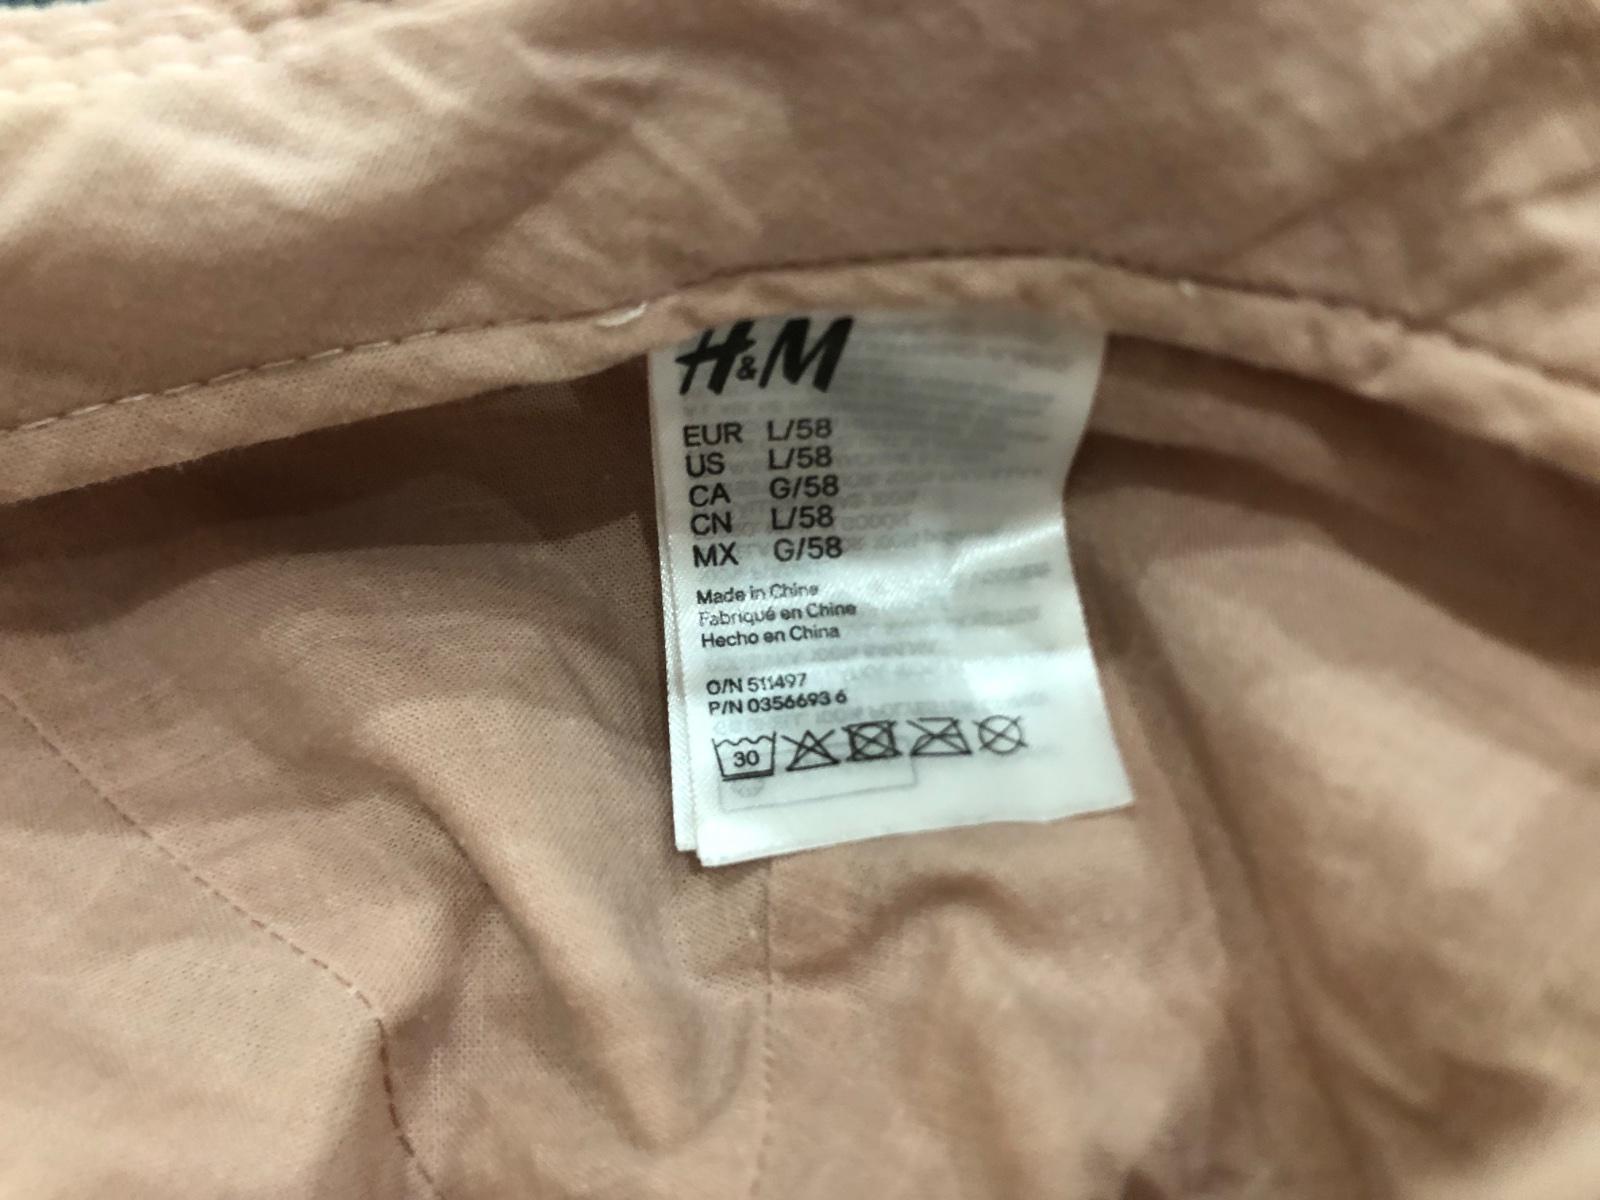 H&M
EUR L/58
US L/58
CA G/58
CN L/58
MX G/58
Made in China
Fabriqué en Chine
Hecho en China
O/N 511497
P/N 0356693 6
30